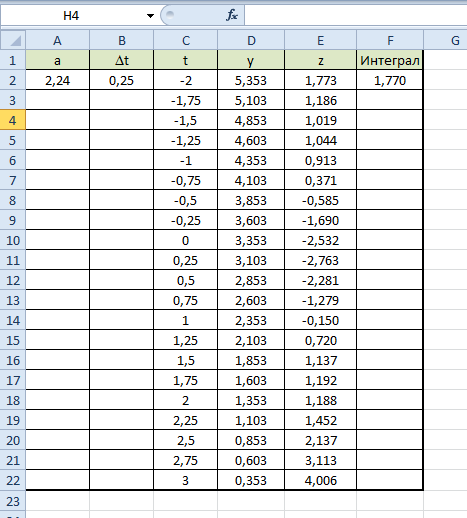 H4 fx
A B C D E F G
1 a Δt t y z Интеграл
2 2,24 0,25 -2 5,353 1,773 1,770
3 -1,75 5,103 1,186
4 -1,5 4,853 1,019
5 -1,25 4,603 1,044
6 -1 4,353 0,913
7 -0,75 4,103 0,371
8 -0,5 3,853 -0,585
9 -0,25 3,603 -1,690
10 0 3,353 -2,532
11 0,25 3,103 -2,763
12 0,5 2,853 -2,281
13 0,75 2,603 -1,279
14 1 2,353 -0,150
15 1,25 2,103 0,720
16 1,5 1,853 1,137
17 1,75 1,603 1,192
18 2 1,353 1,188
19 2,25 1,103 1,452
20 2,5 0,853 2,137
21 2,75 0,603 3,113
22 3 0,353 4,006
23